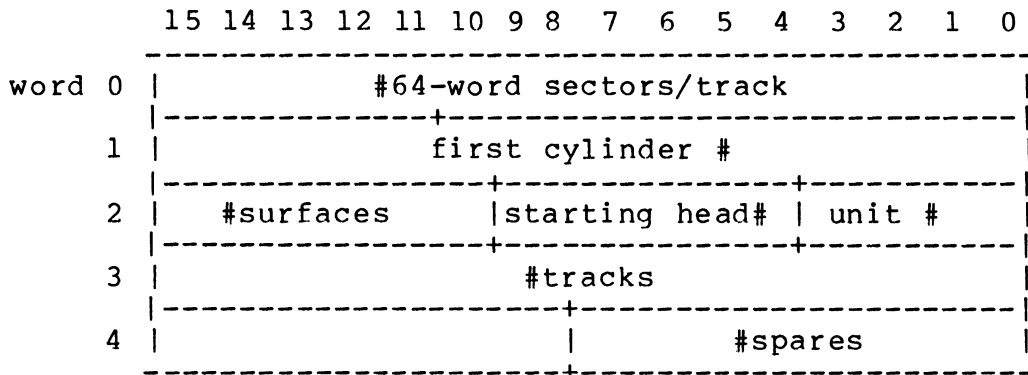 15 14 13 12 11 10 9 8 7 6 5 4 3 2 1 0
word 0 | #64-word sectors/track |
1 | first cylinder # |
2 | #surfaces |starting head# | unit # |
3 | #tracks |
4 | | #spares |